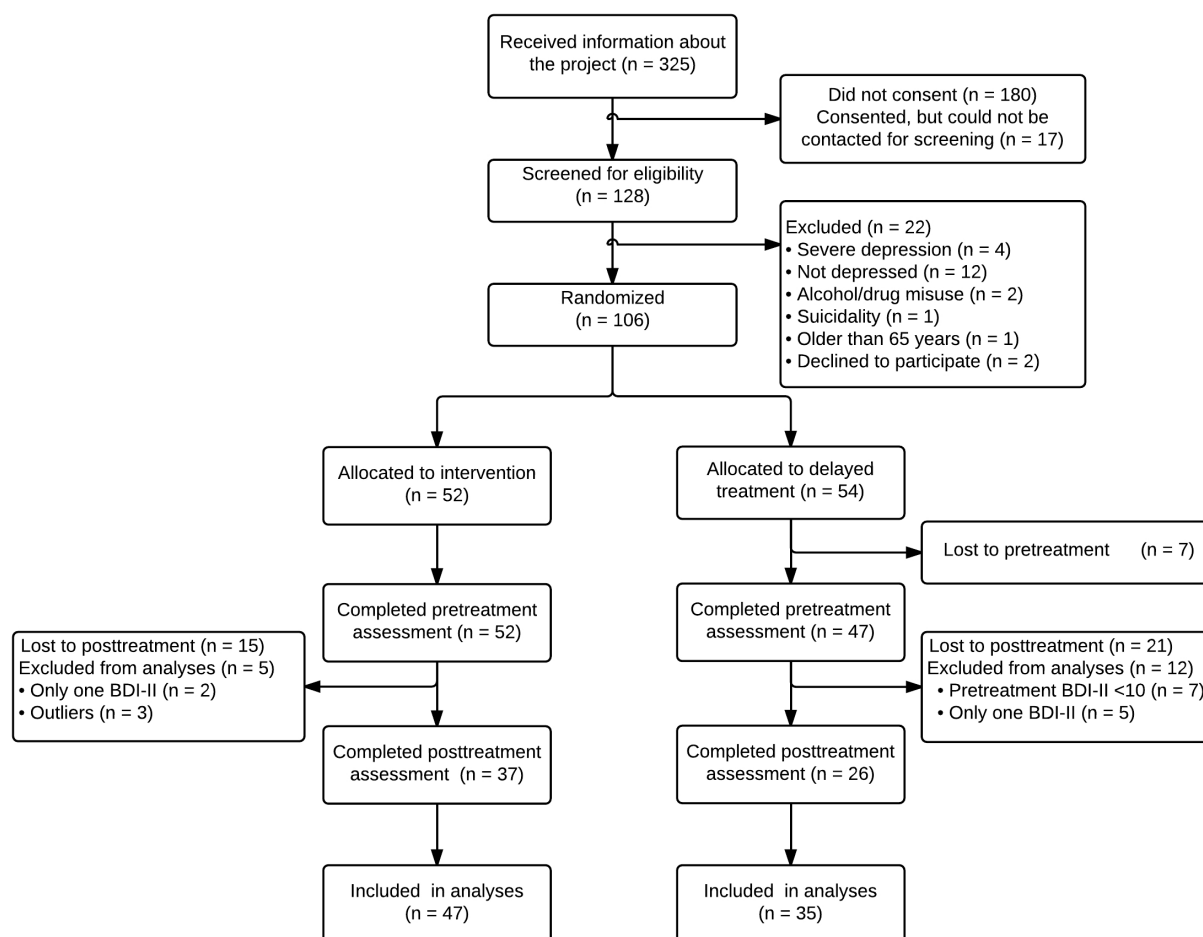 Received information about
the project (n = 325)
Did not consent (n = 180)
Consented, but could not be
contacted for screening (n = 17)
Screened for eligibility
(n = 128)
Excluded (n = 22)
• Severe depression (n = 4)
• Not depressed (n = 12)
• Alcohol/drug misuse (n = 2)
• Suicidality (n = 1)
• Older than 65 years (n = 1)
• Declined to participate (n = 2)
Randomized
(n = 106)
Allocated to intervention
(n = 52)
Allocated to delayed
treatment (n = 54)
Lost to pretreatment (n = 7)
Completed pretreatment
assessment (n = 52)
Completed pretreatment
assessment (n = 47)
Lost to posttreatment (n = 15)
Excluded from analyses (n = 5)
• Only one BDI-II (n = 2)
• Outliers (n = 3)
Lost to posttreatment (n = 21)
Excluded from analyses (n = 12)
• Pretreatment BDI-II <10 (n = 7)
• Only one BDI-II (n = 5)
Completed posttreatment
assessment (n = 37)
Completed posttreatment
assessment (n = 26)
Included in analyses
(n = 47)
Included in analyses
(n = 35)